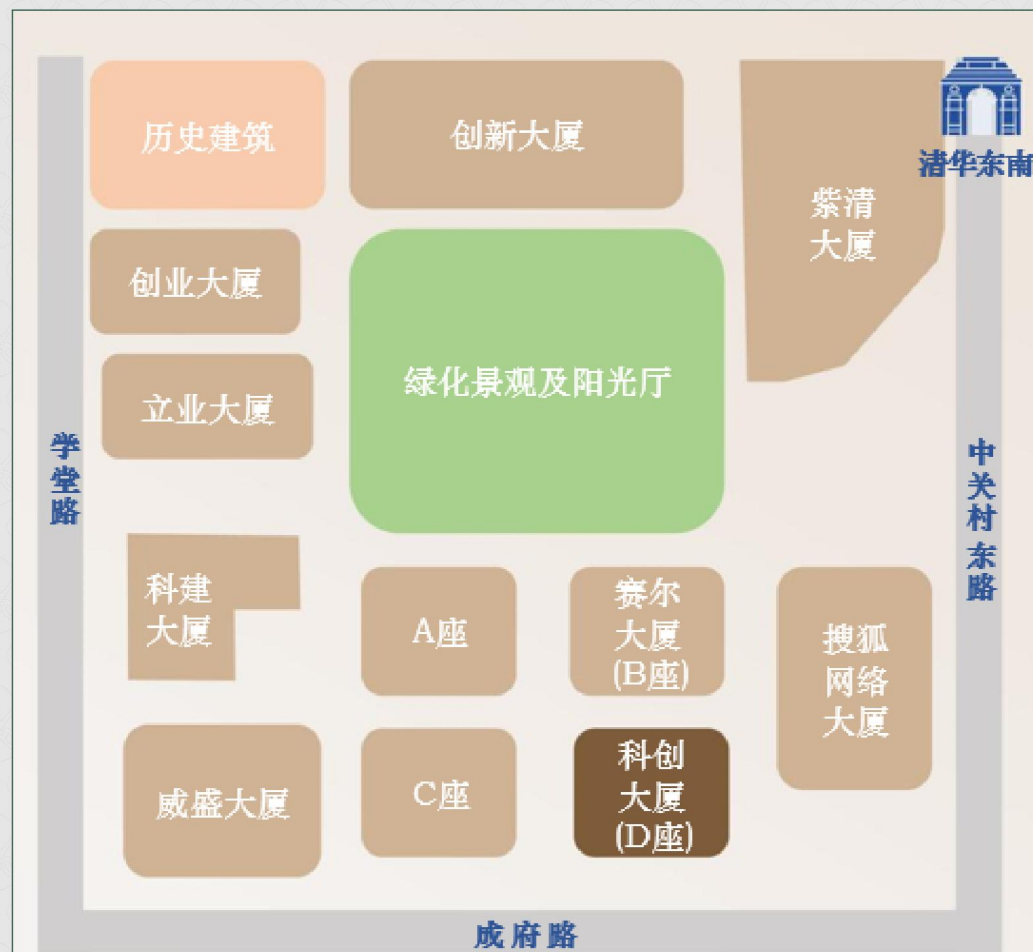 历史建筑
创新大厦
清华东南
紫清
大厦
创业大厦
绿化景观及阳光厅
立业大厦
学
堂
路
中
关
村
东
路
科建
大厦
A座
赛尔
大厦
(B座)
搜狐
网络
大厦
威盛大厦
C座
科创
大厦
(D座)
成府路